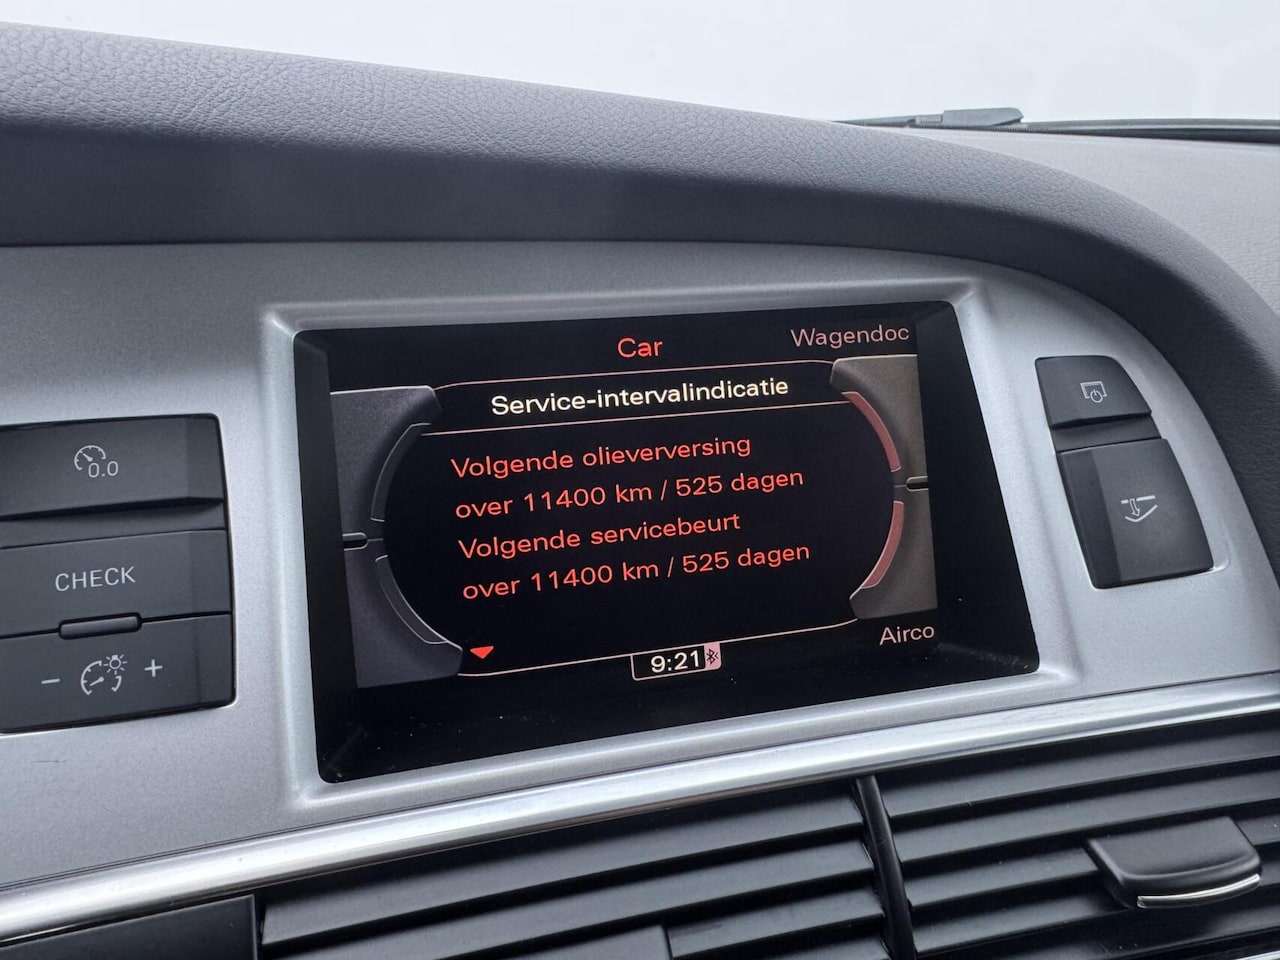 Car
Wagendoc
Service-intervalindicatie
Volgende olieverversing
over 11400 km / 525 dagen
Volgende servicebeurt
over 11400 km / 525 dagen
Airco
9:21
0.0
CHECK
- +